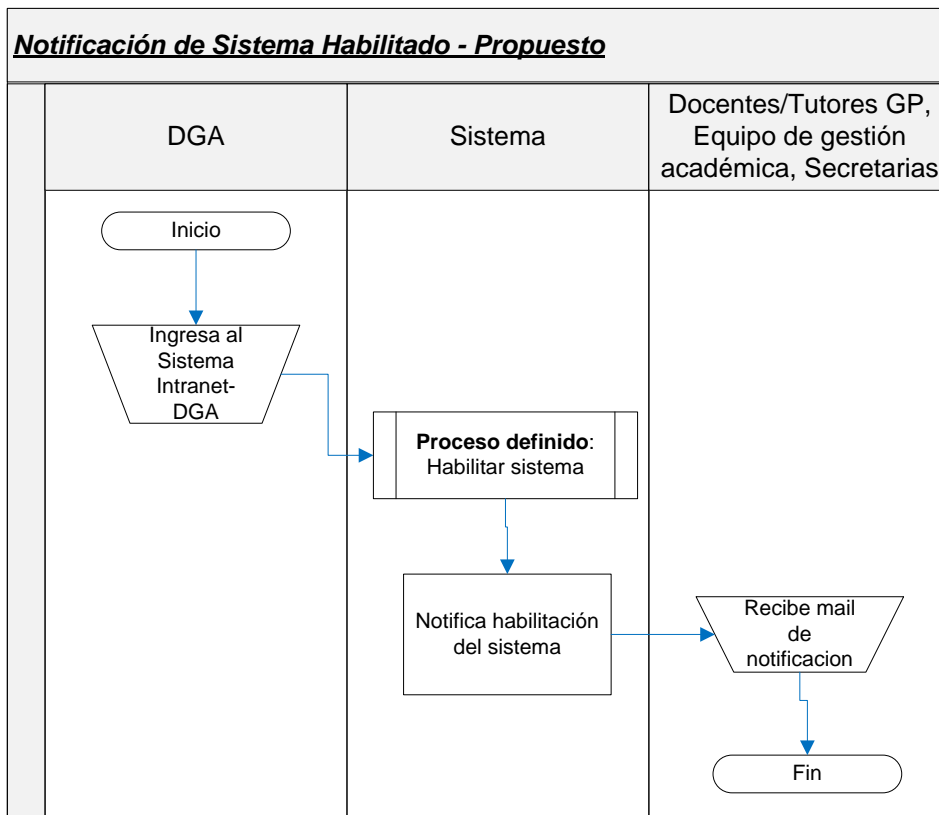 Notificación de Sistema Habilitado - Propuesto
DGA
Sistema
Docentes/Tutores GP,
Equipo de gestión
académica, Secretarias
Inicio
Ingresa al
Sistema
Intranet-
DGA
Proceso definido:
Habilitar sistema
Notifica habilitación
del sistema
Recibe mail
de
notificacion
Fin